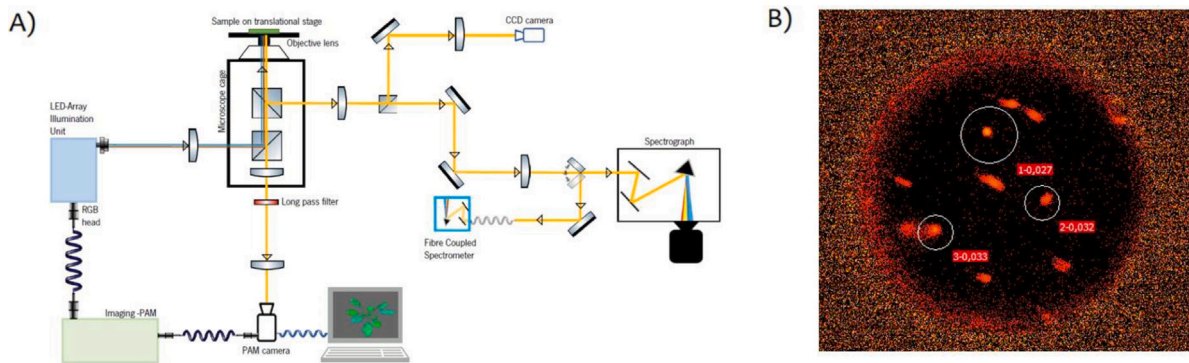 A)
Sample on translational stage
Objective lens
CCD camera
Microscope cage
LED-Array
Illumination
Unit
RGB
head
Long pass filter
Spectrograph
Fibre Coupled
Spectrometer
Imaging -PAM
PAM camera
B)
1-0,027
2-0,032
3-0,033